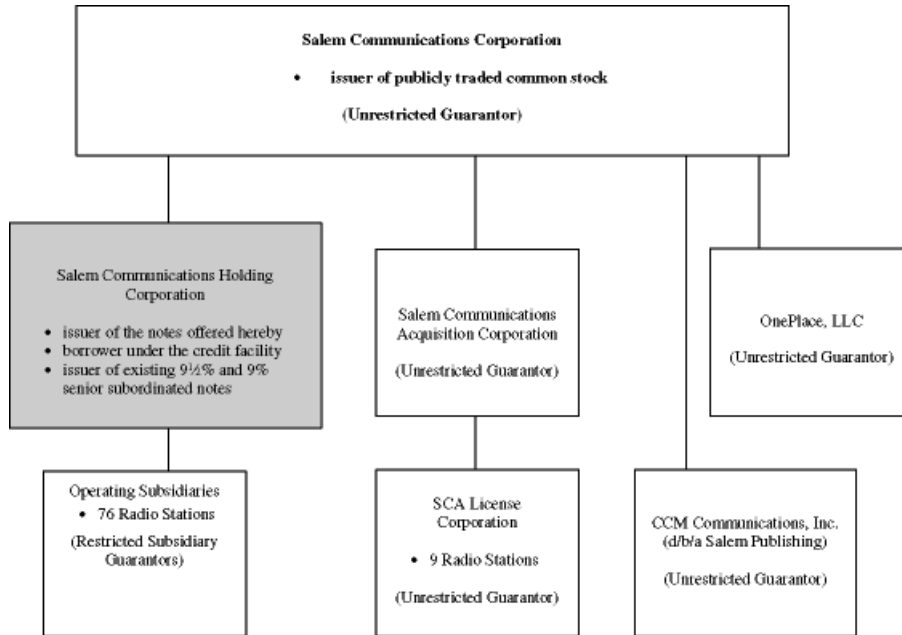 Salem Communications Corporation
• issuer of publicly traded common stock
(Unrestricted Guarantor)
Salem Communications Holding
Corporation
• issuer of the notes offered hereby
• borrower under the credit facility
• issuer of existing 9½% and 9%
senior subordinated notes
Salem Communications
Acquisition Corporation
(Unrestricted Guarantor)
OnePlace, LLC
(Unrestricted Guarantor)
Operating Subsidiaries
• 76 Radio Stations
(Restricted Subsidiary
Guarantors)
SCA License
Corporation
• 9 Radio Stations
(Unrestricted Guarantor)
CCM Communications, Inc.
(d/b/a Salem Publishing)
(Unrestricted Guarantor)